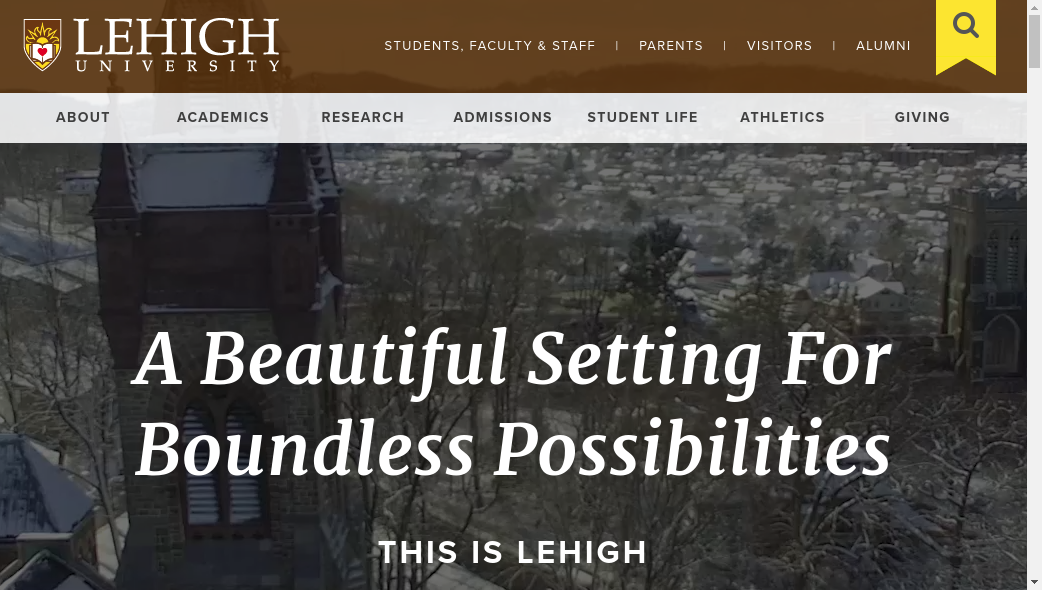 LEHIGH
UNIVERSITY
STUDENTS, FACULTY & STAFF | PARENTS | VISITORS | ALUMNI
ABOUT ACADEMICS RESEARCH ADMISSIONS STUDENT LIFE ATHLETICS GIVING
A Beautiful Setting For
Boundless Possibilities
THIS IS LEHIGH